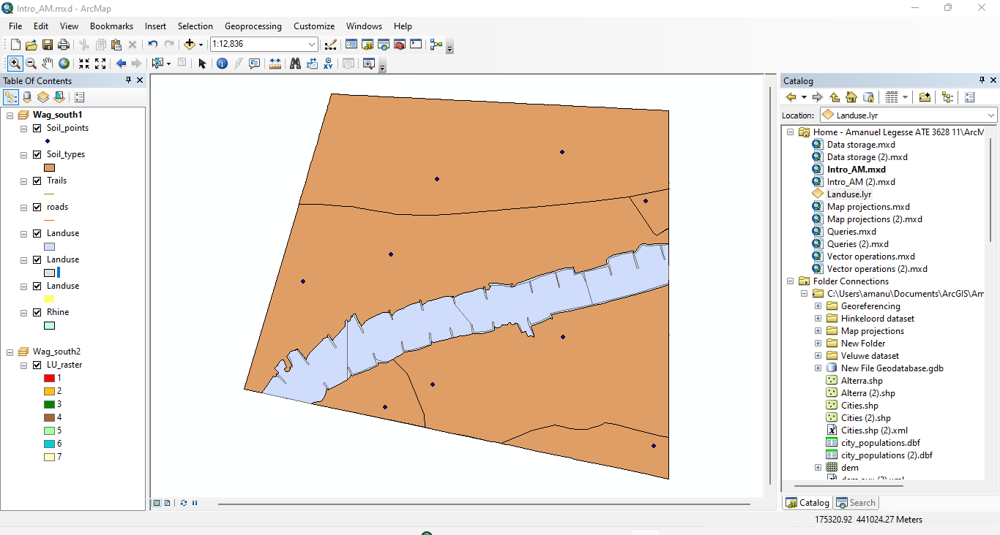 Intro_AM.mxd - ArcMap
File Edit View Bookmarks Insert Selection Geoprocessing Customize Windows Help
1:12,836
Table Of Contents
Wag_south1
Soil_points
Soil_types
Trails
roads
Landuse
Landuse
Landuse
Rhine
Wag_south2
LU_raster
1
2
3
4
5
6
7
Catalog
Location: Landuse.lyr
Home - Amanuel Legesse ATE 3628 11\ArcM
Data storage.mxd
Data storage (2).mxd
Intro_AM.mxd
Intro_AM (2).mxd
Landuse.lyr
Map projections.mxd
Map projections (2).mxd
Queries.mxd
Queries (2).mxd
Vector operations.mxd
Vector operations (2).mxd
Folder Connections
C:\Users\amanu\Documents\ArcGIS\Am
Georeferencing
Hinkeloord dataset
Map projections
New Folder
Veluwe dataset
New File Geodatabase.gdb
Alterra.shp
Alterra (2).shp
Cities.shp
Cities (2).shp
Cities.shp (2).xml
city_populations.dbf
city_populations (2).dbf
dem
Catalog Search
175320.92 441024.27 Meters